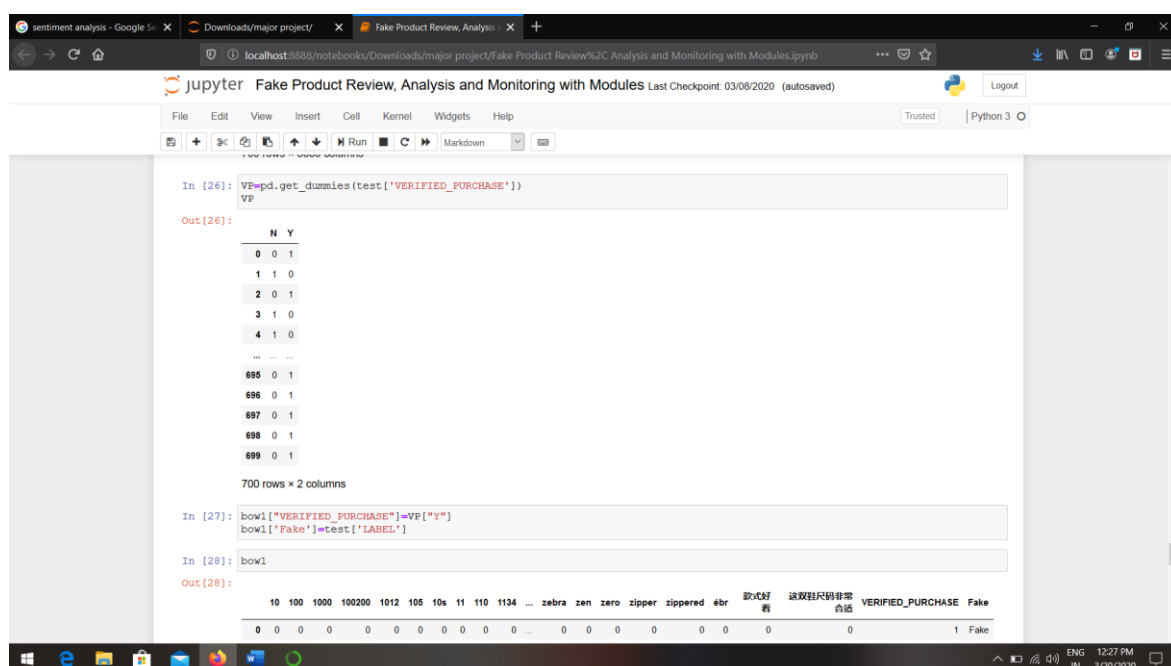 sentiment analysis - Google Se
Downloads/major project/
Fake Product Review, Analysis a
localhost:8888/notebooks/Downloads/major project/Fake Product Review%2C Analysis and Monitoring with Modules.ipynb
jupyter Fake Product Review, Analysis and Monitoring with Modules Last Checkpoint: 03/08/2020 (autosaved)
Logout
File Edit View Insert Cell Kernel Widgets Help
Trusted Python 3
Run Markdown
In [26]: VP=pd.get_dummies(test['VERIFIED_PURCHASE'])
VP
Out[26]:
N Y
0 0 1
1 1 0
2 0 1
3 1 0
4 1 0
... ... ...
695 0 1
696 0 1
697 0 1
698 0 1
699 0 1
700 rows × 2 columns
In [27]: bow1["VERIFIED_PURCHASE"]=VP["Y"]
bow1['Fake']=test['LABEL']
In [28]: bow1
Out[28]:
10 100 1000 100200 1012 105 10s 11 110 1134 ... zebra zen zero zipper zippered ébr 款式好看 这双鞋尺码非常合适 VERIFIED_PURCHASE Fake
0 0 0 0 0 0 0 0 0 0 0 ... 0 0 0 0 0 0 0 0 1 Fake
ENG 12:27 PM
IN 3/20/2020